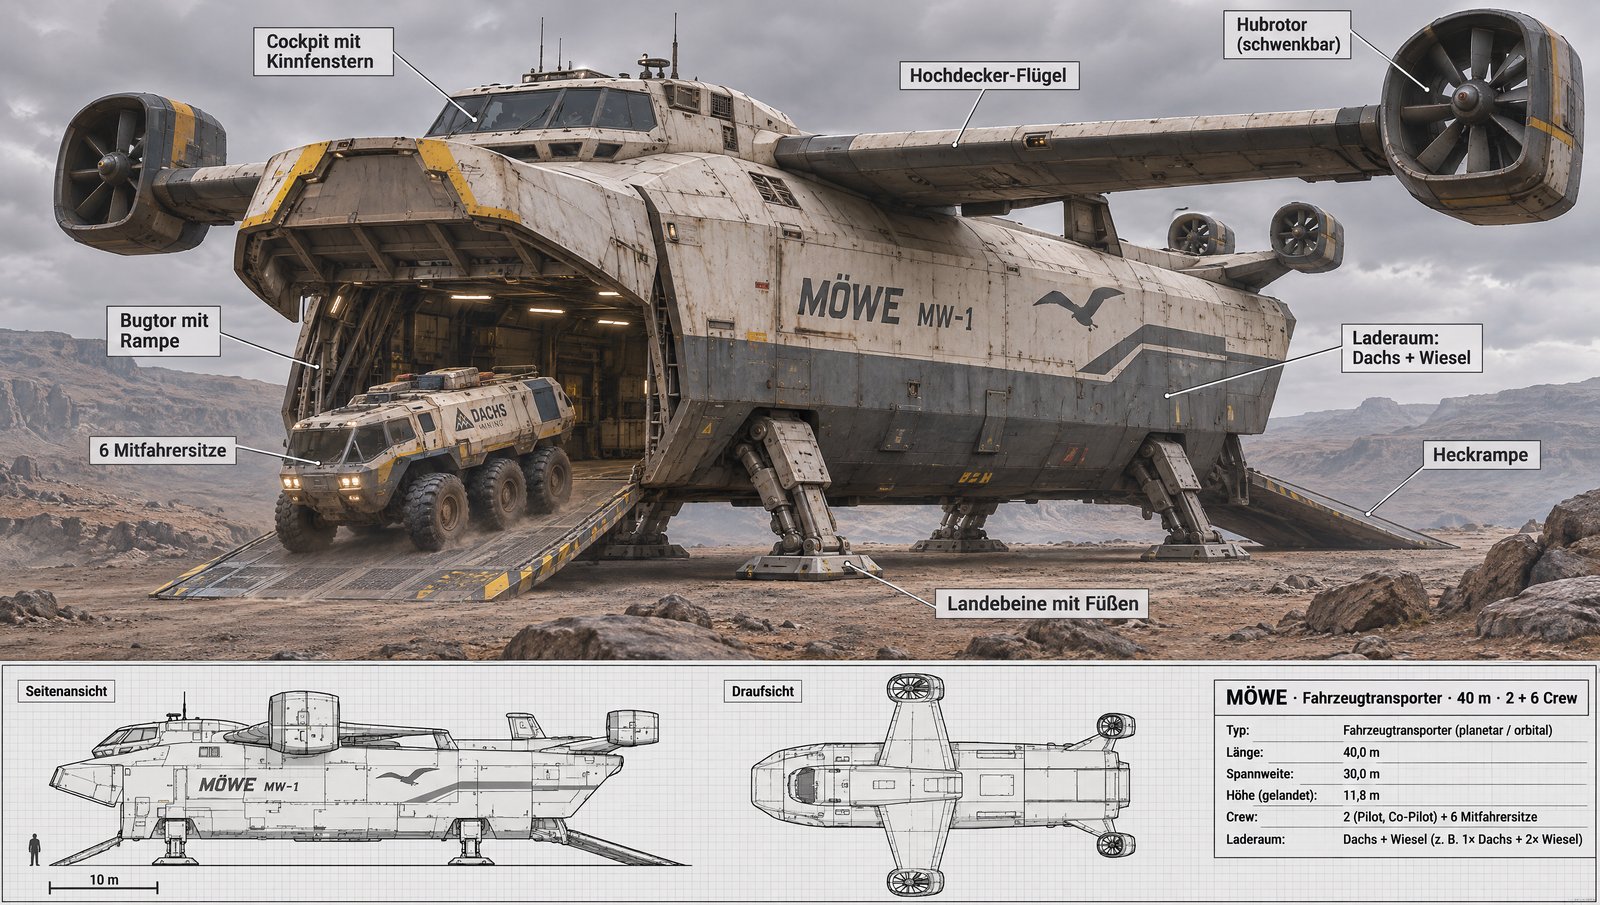 Cockpit mit
Kinnfenstern
Hochdecker-Flügel
Hubrotor
(schwenkbar)
Bugtor mit
Rampe
MÖWE MW-1
Laderaum:
Dachs + Wiesel
DACHS
MINING
6 Mitfahrersitze
Heckrampe
Landebeine mit Füßen
Seitenansicht
MÖWE MW-1
10 m
Draufsicht
MÖWE · Fahrzeugtransporter · 40 m · 2 + 6 Crew
Typ: Fahrzeugtransporter (planetar / orbital)
Länge: 40,0 m
Spannweite: 30,0 m
Höhe (gelandet): 11,8 m
Crew: 2 (Pilot, Co-Pilot) + 6 Mitfahrersitze
Laderaum: Dachs + Wiesel (z. B. 1× Dachs + 2× Wiesel)